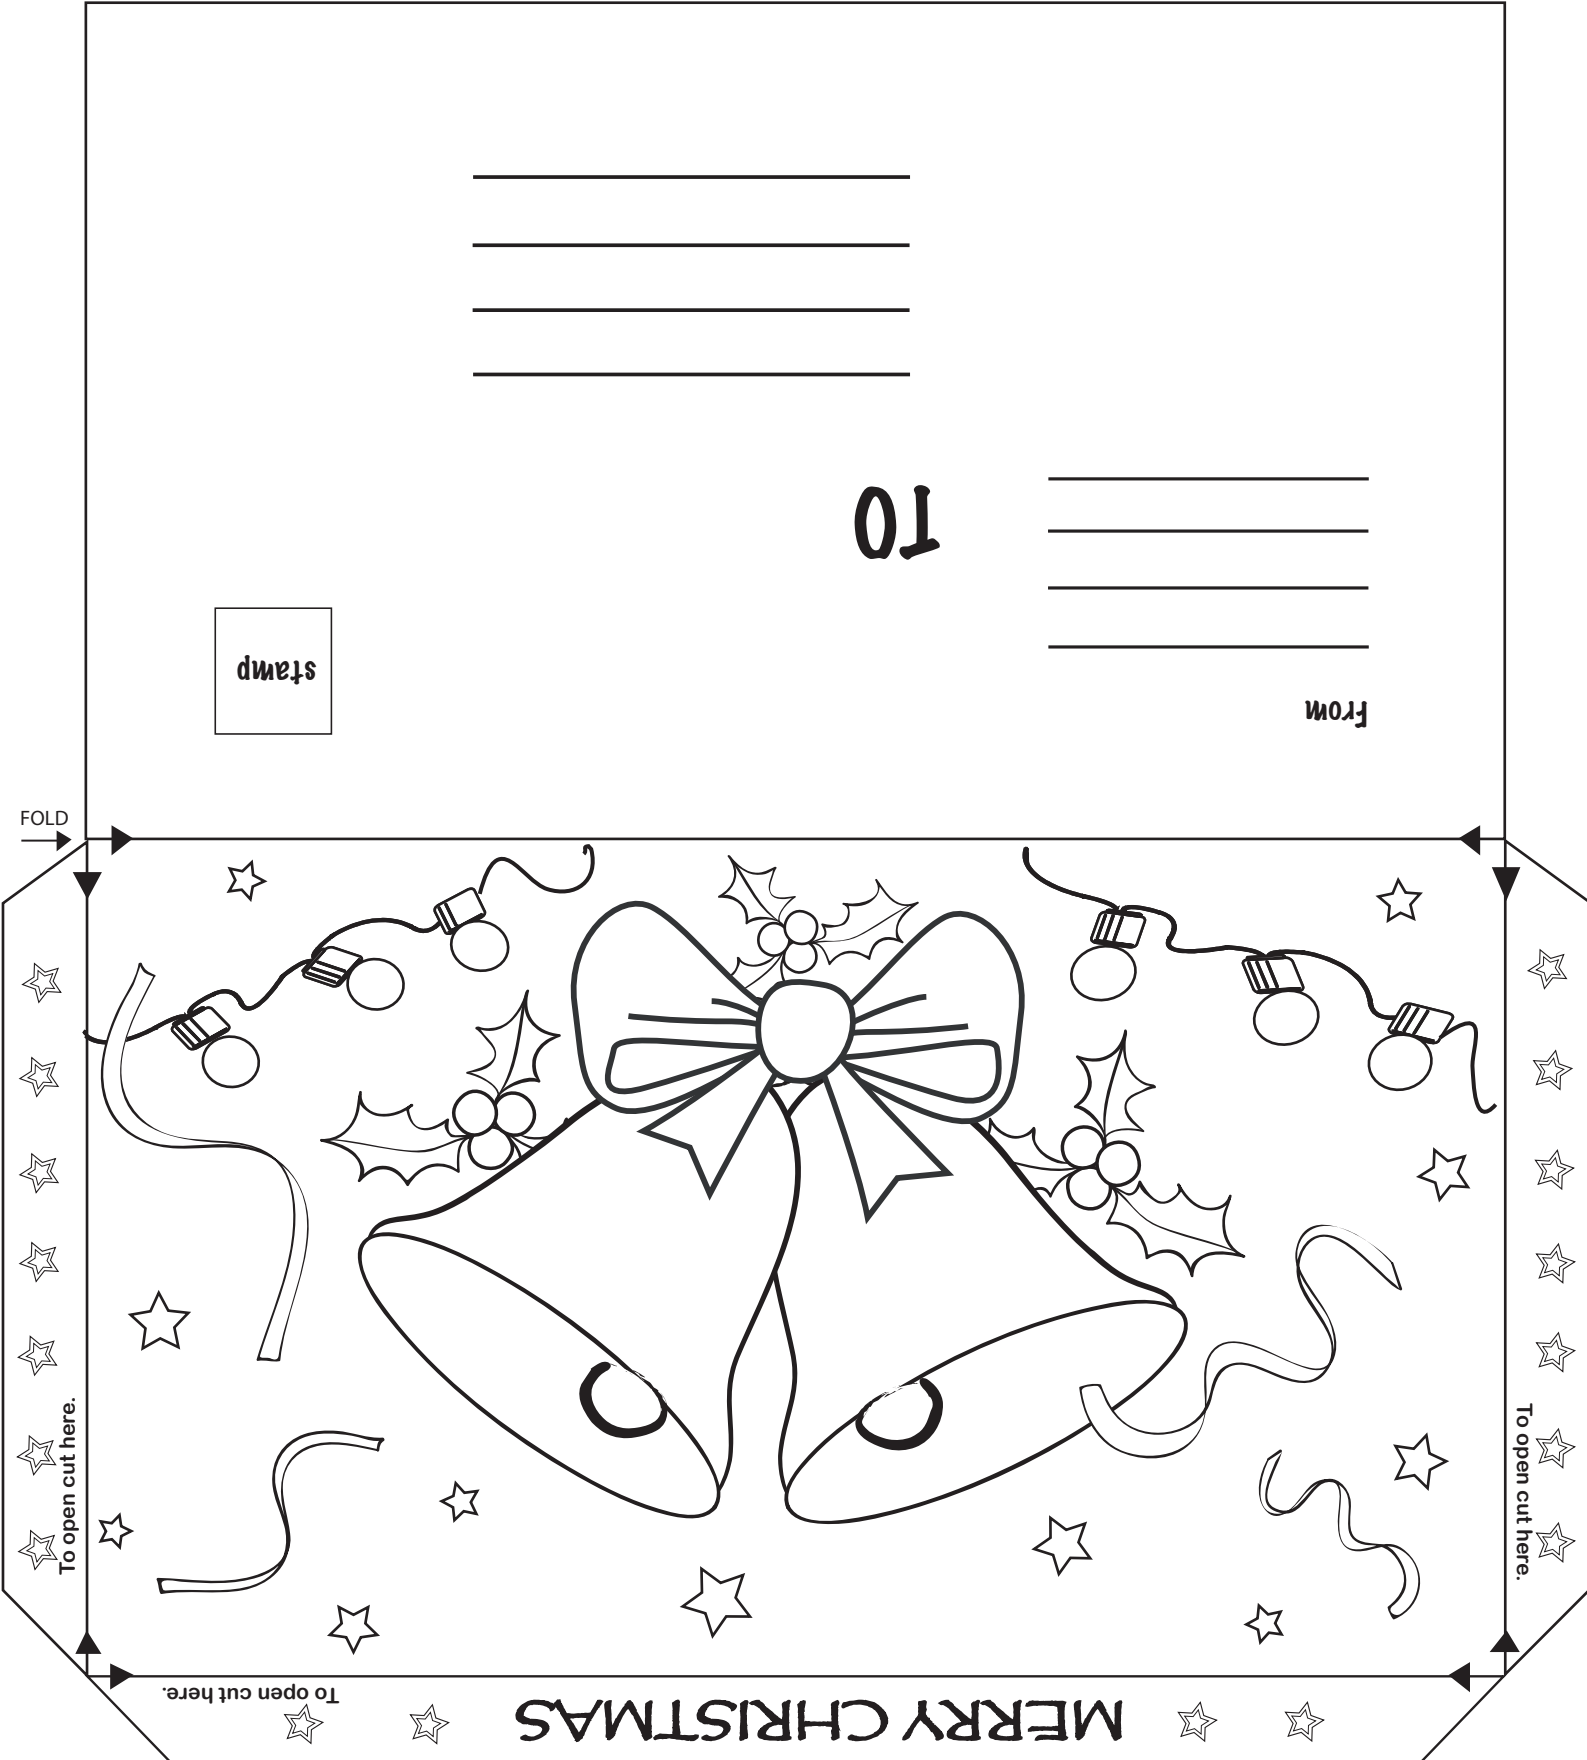 TO
stamp
From
FOLD
To open cut here.
To open cut here.
To open cut here.
MERRY CHRISTMAS